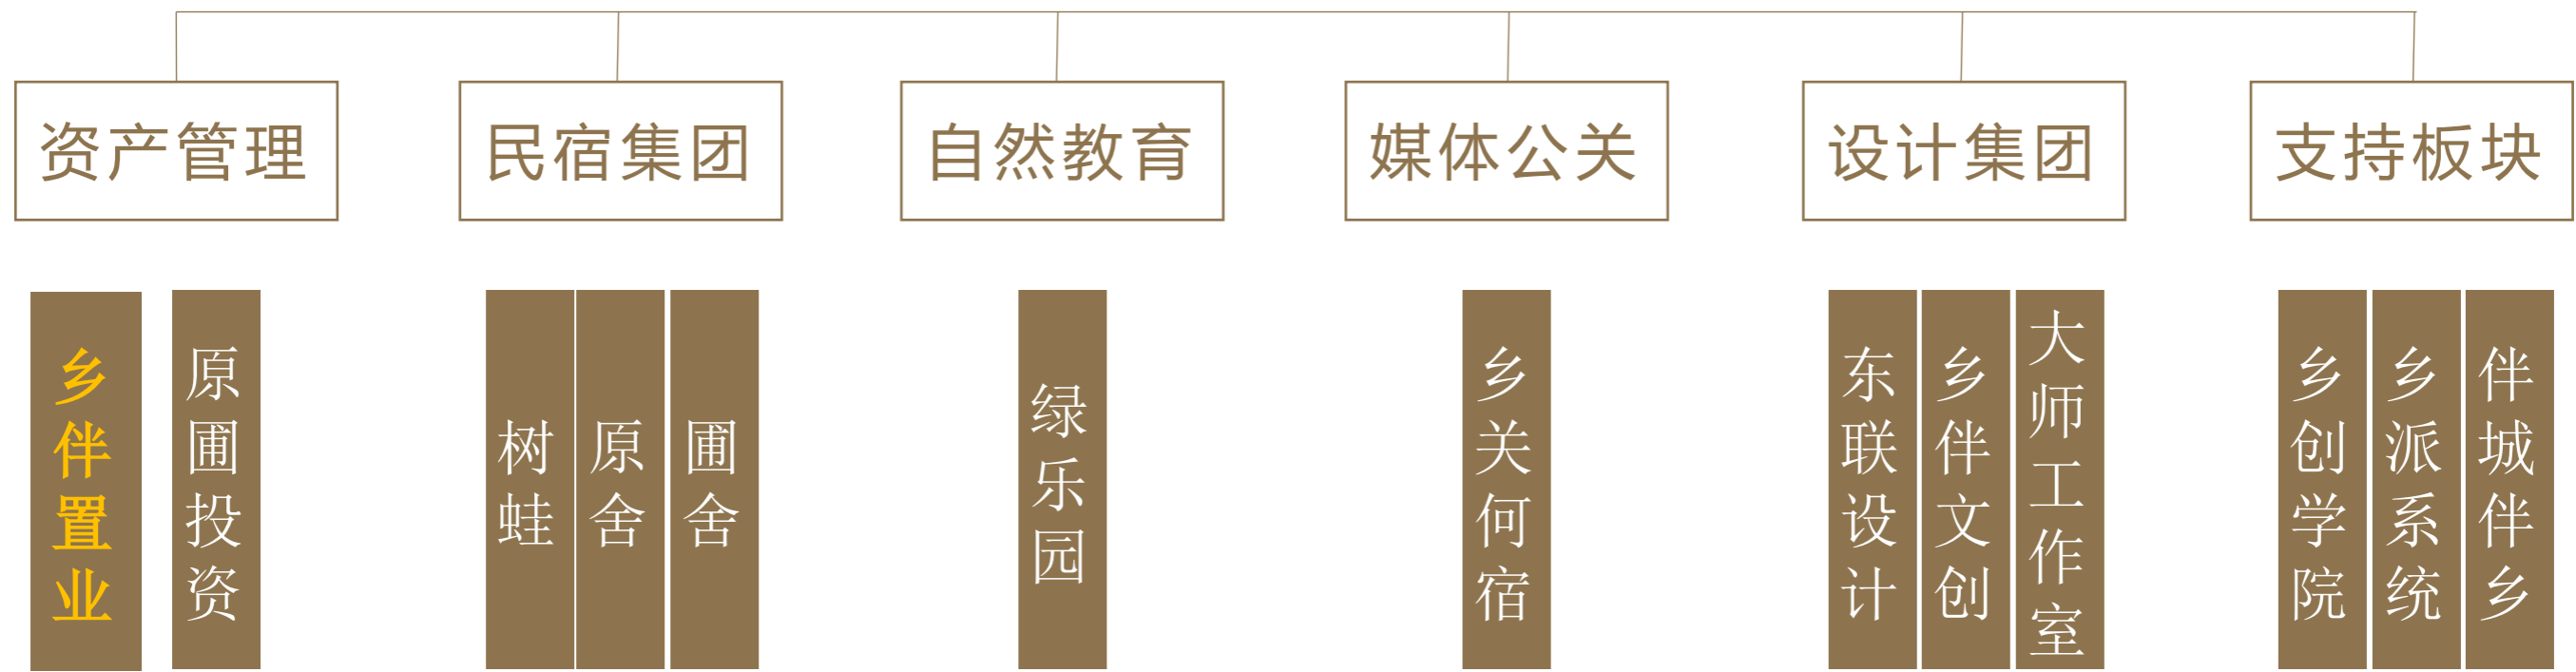 资产管理
民宿集团
自然教育
媒体公关
设计集团
支持板块
乡伴置业
原圃投资
树蛙
原舍
圃舍
绿乐园
乡关何宿
东联设计
乡伴文创
大师工作室
乡创学院
乡派系统
伴城伴乡